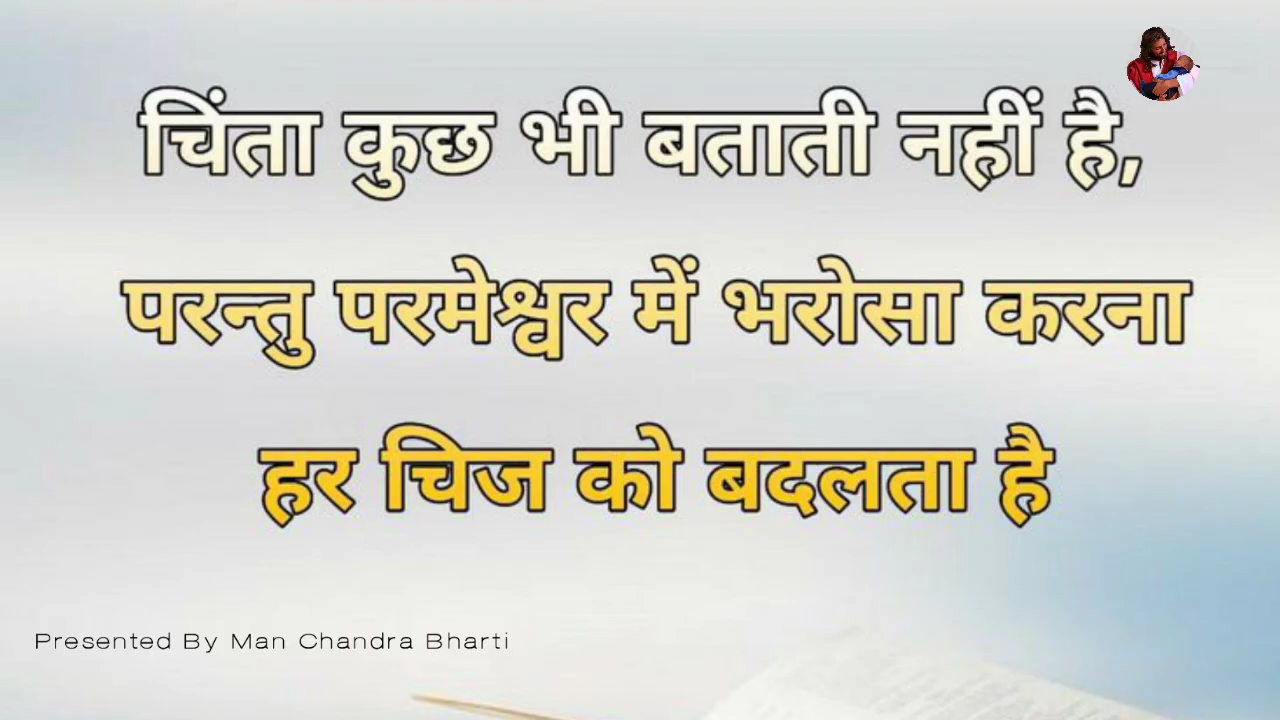 चिंता कुछ भी बताती नहीं है,
परन्तु परमेश्वर में भरोसा करना
हर चिज को बदलता है
Presented By Man Chandra Bharti